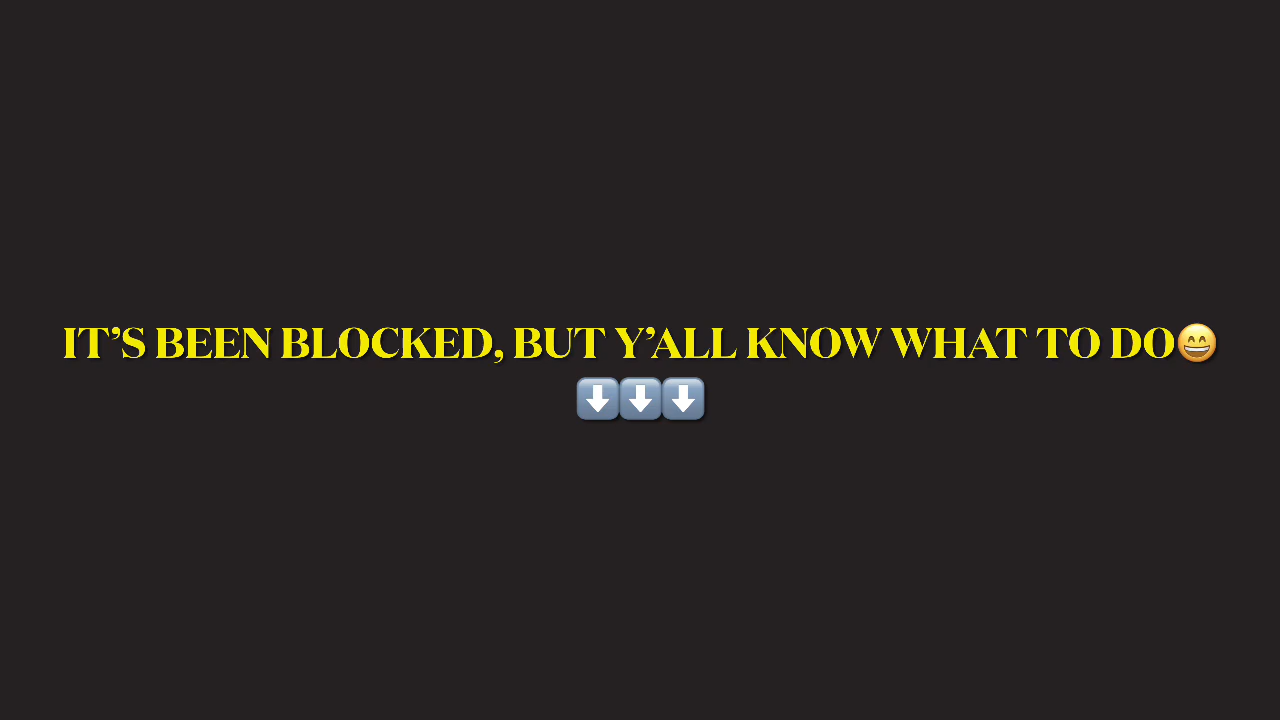 IT’S BEEN BLOCKED, BUT Y’ALL KNOW WHAT TO DO😄
⬇️⬇️⬇️